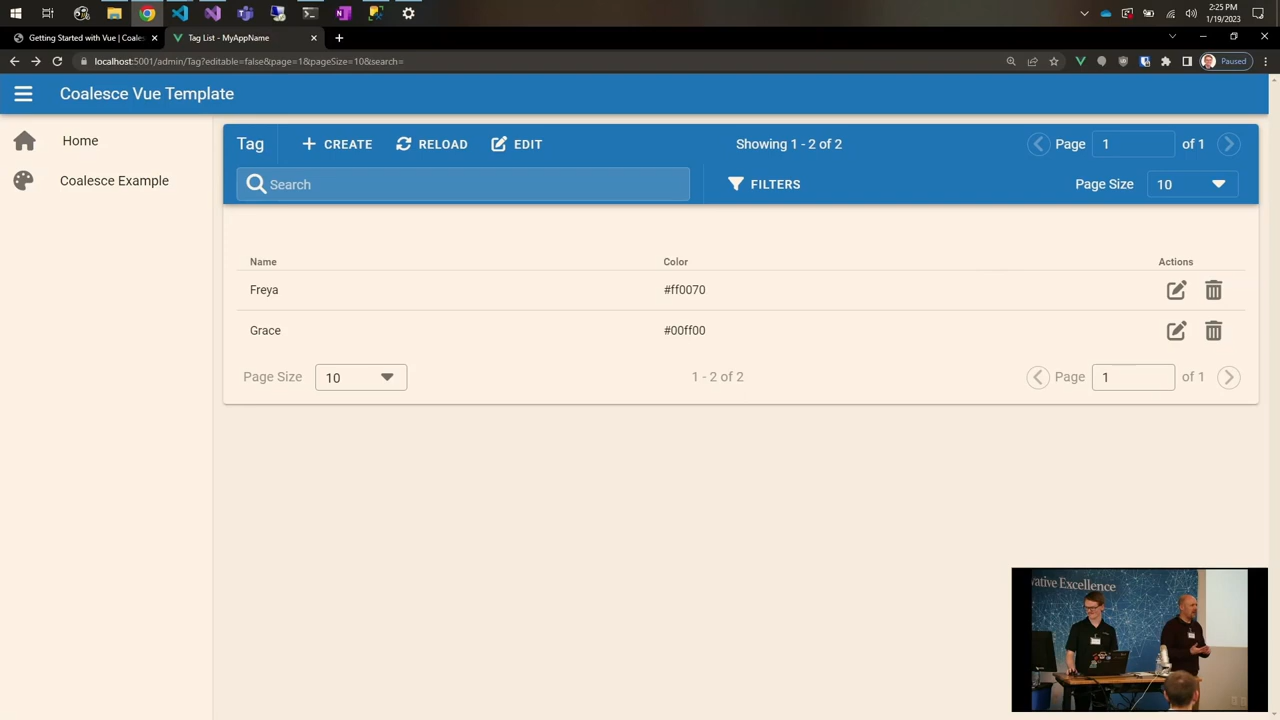 2:25 PM
1/19/2023
Getting Started with Vue | Coales
Tag List - MyAppName
localhost:5001/admin/Tag?editable=false&page=1&pageSize=10&search=
Paused
Coalesce Vue Template
Home
Coalesce Example
Tag
CREATE
RELOAD
EDIT
Showing 1 - 2 of 2
Page 1 of 1
Search
FILTERS
Page Size 10
Name Color Actions
Freya #ff0070
Grace #00ff00
Page Size 10
1 - 2 of 2
Page 1 of 1
vative Excellence